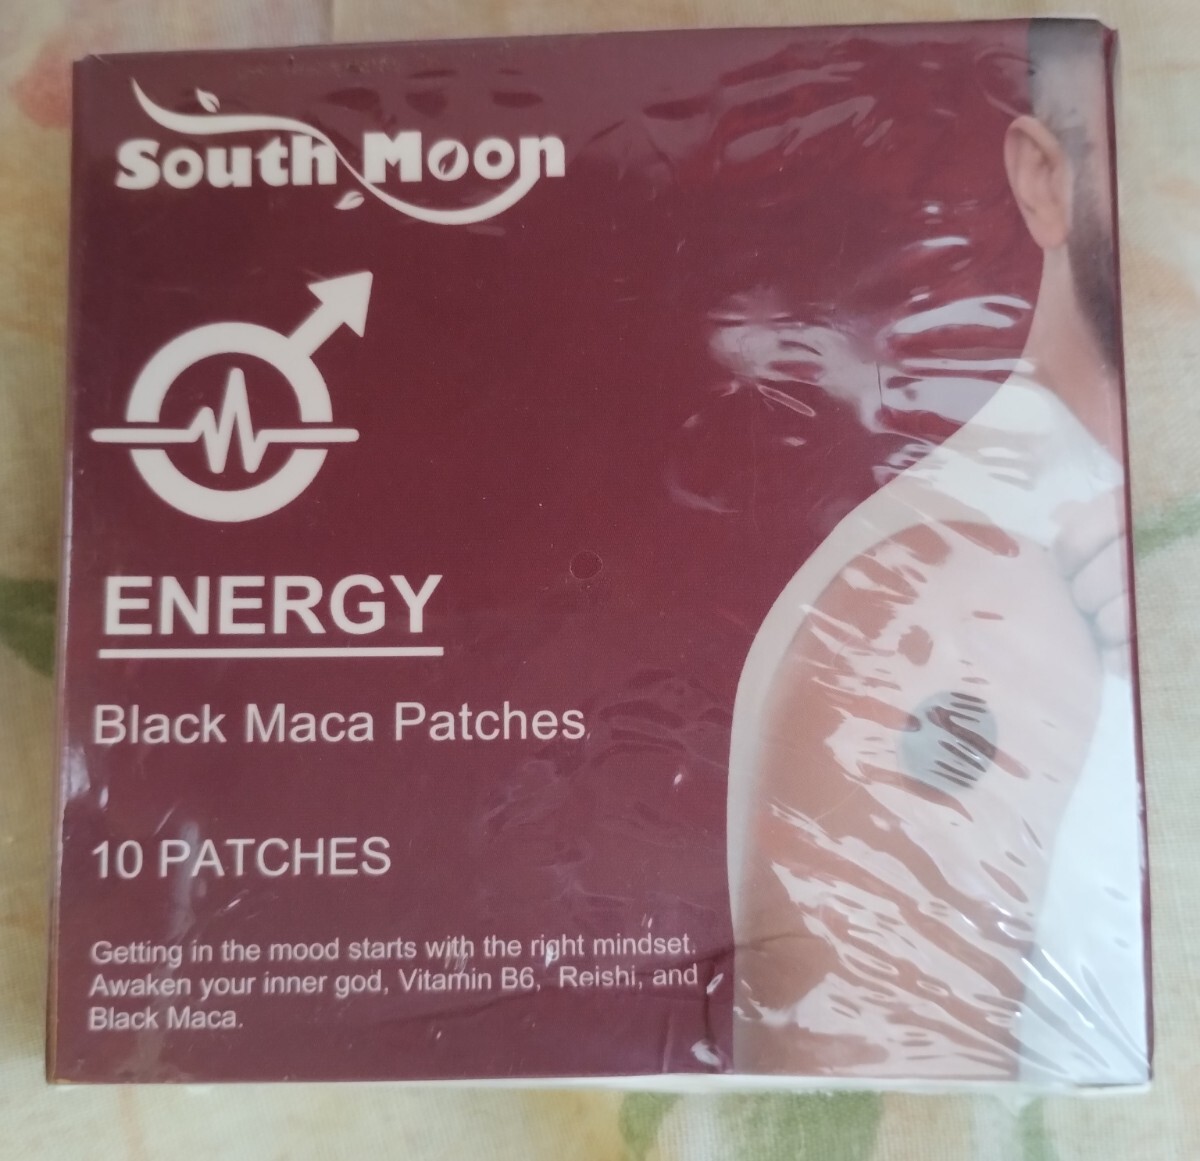 South Moon
ENERGY
Black Maca Patches
10 PATCHES
Getting in the mood starts with the right mindset.
Awaken your inner god, Vitamin B6, Reishi, and
Black Maca.